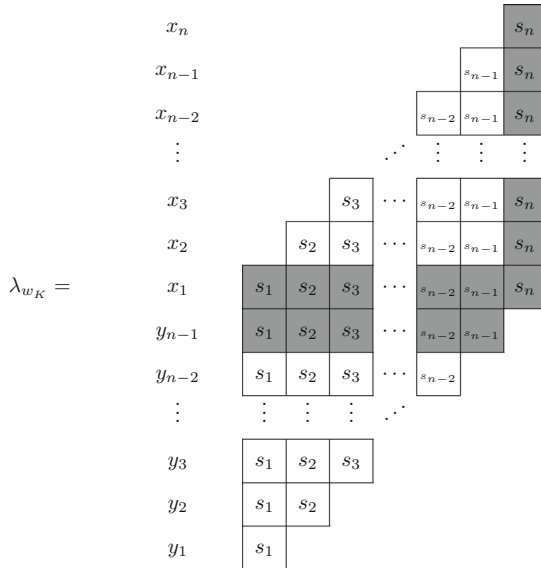 x_n s_n
x_{n-1} s_{n-1} s_n
x_{n-2} s_{n-2} s_{n-1} s_n
⋮ ⋰ ⋮ ⋮ ⋮
x_3 s_3 ⋯ s_{n-2} s_{n-1} s_n
x_2 s_2 s_3 ⋯ s_{n-2} s_{n-1} s_n
λ_{w_K} = x_1 s_1 s_2 s_3 ⋯ s_{n-2} s_{n-1} s_n
y_{n-1} s_1 s_2 s_3 ⋯ s_{n-2} s_{n-1}
y_{n-2} s_1 s_2 s_3 ⋯ s_{n-2}
⋮ ⋮ ⋮ ⋮ ⋰
y_3 s_1 s_2 s_3
y_2 s_1 s_2
y_1 s_1